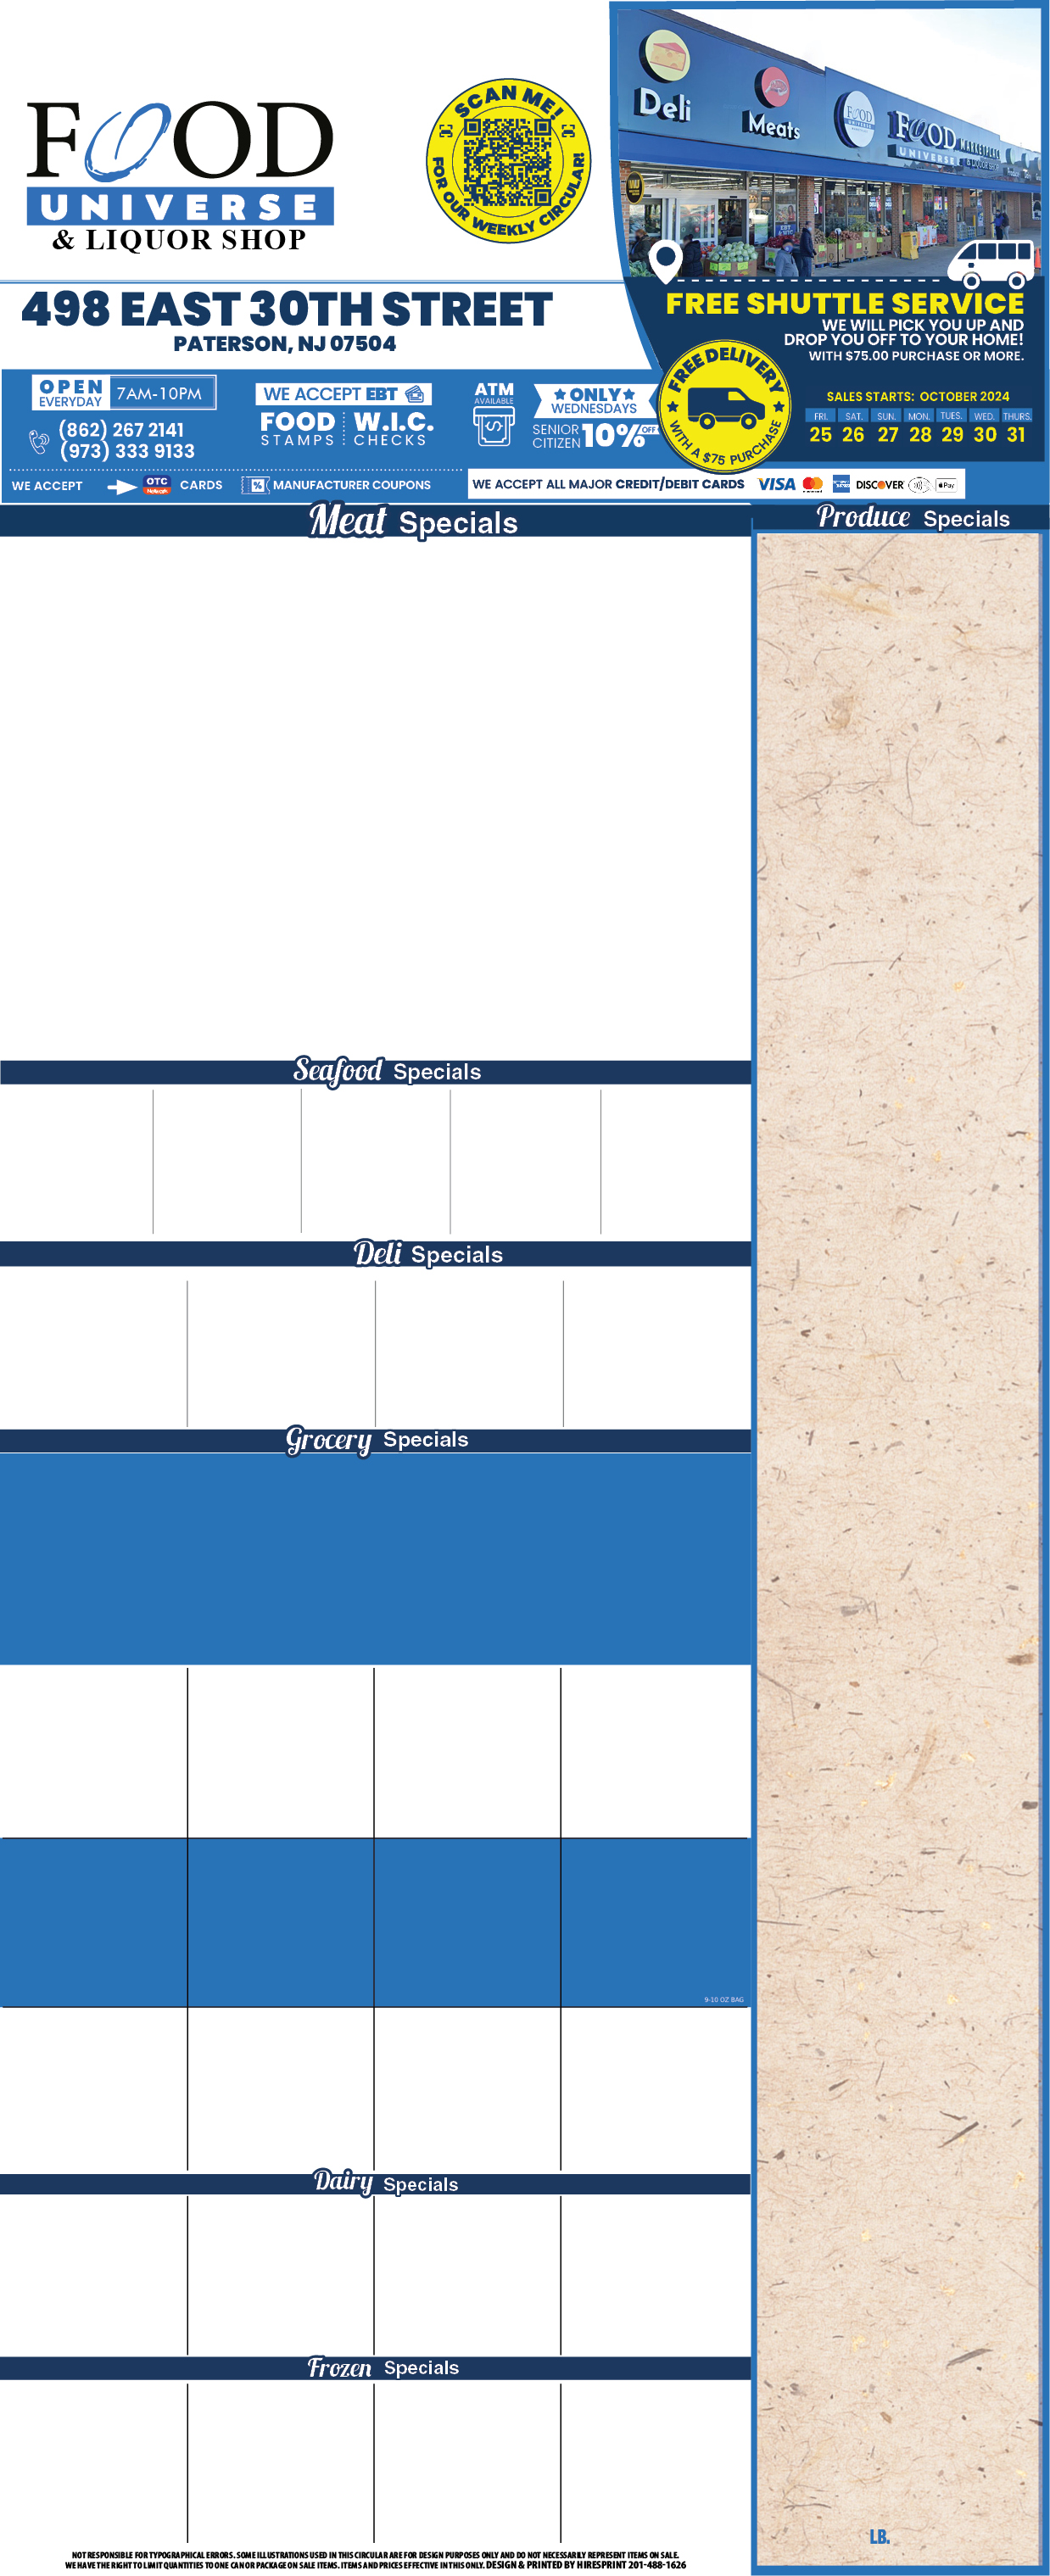 FOOD
UNIVERSE
& LIQUOR SHOP
SCAN ME!
FOR OUR WEEKLY CIRCULAR!
Deli
Meats
FOOD
UNIVERSE
FOOD MARKETPLACE
UNIVERSE & LIQUOR SHOP
498 EAST 30TH STREET
PATERSON, NJ 07504
FREE SHUTTLE SERVICE
WE WILL PICK YOU UP AND
DROP YOU OFF TO YOUR HOME!
WITH $75.00 PURCHASE OR MORE.
FREE DELIVERY
WITH A $75 PURCHASE
OPEN
EVERYDAY
7AM-10PM
(862) 267 2141
(973) 333 9133
WE ACCEPT EBT
FOOD
STAMPS
W.I.C.
CHECKS
ATM
AVAILABLE
ONLY
WEDNESDAYS
SENIOR
CITIZEN
10% OFF
SALES STARTS: OCTOBER 2024
FRI. SAT. SUN. MON. TUES. WED. THURS.
25 26 27 28 29 30 31
WE ACCEPT OTC Network CARDS
MANUFACTURER COUPONS
WE ACCEPT ALL MAJOR CREDIT/DEBIT CARDS VISA DISCOVER Pay
Meat Specials
Produce Specials
Seafood Specials
Deli Specials
Grocery Specials
9-10 OZ BAG
Dairy Specials
Frozen Specials
LB.
NOT RESPONSIBLE FOR TYPOGRAPHICAL ERRORS. SOME ILLUSTRATIONS USED IN THIS CIRCULAR ARE FOR DESIGN PURPOSES ONLY AND DO NOT NECESSARILY REPRESENT ITEMS ON SALE.
WE HAVE THE RIGHT TO LIMIT QUANTITIES TO ONE CAN OR PACKAGE ON SALE ITEMS. ITEMS AND PRICES EFFECTIVE IN THIS ONLY. DESIGN & PRINTED BY HIRESPRINT 201-488-1626